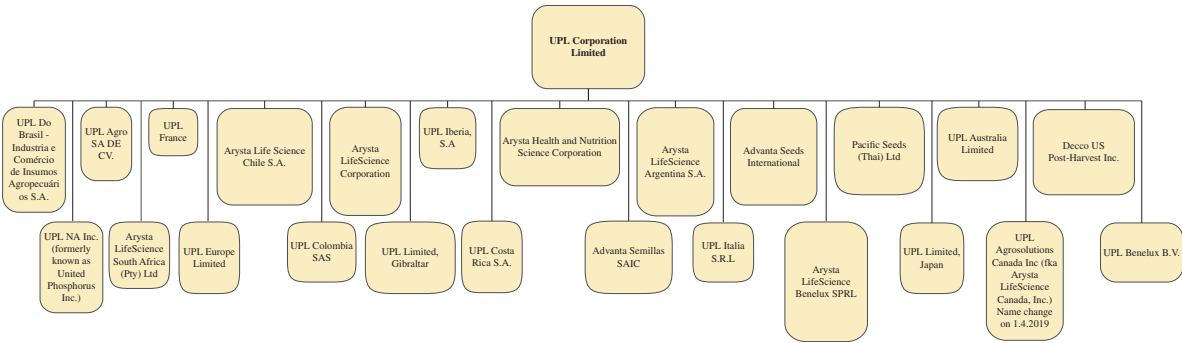 UPL Corporation
Limited
UPL Do
Brasil -
Industria e
Comércio
de Insumos
Agropecuári
os S.A.
UPL Agro
SA DE
CV.
UPL
France
Arysta Life Science
Chile S.A.
Arysta
LifeScience
Corporation
UPL Iberia,
S.A
Arysta Health and Nutrition
Science Corporation
Arysta
LifeScience
Argentina S.A.
Advanta Seeds
International
Pacific Seeds
(Thai) Ltd
UPL Australia
Limited
Decco US
Post-Harvest Inc.
UPL NA Inc.
(formerly
known as
United
Phosphorus
Inc.)
Arysta
LifeScience
South Africa
(Pty) Ltd
UPL Europe
Limited
UPL Colombia
SAS
UPL Limited,
Gibraltar
UPL Costa
Rica S.A.
Advanta Semillas
SAIC
UPL Italia
S.R.L
Arysta
LifeScience
Benelux SPRL
UPL Limited,
Japan
UPL
Agrosolutions
Canada Inc (fka
Arysta
LifeScience
Canada, Inc.)
Name change
on 1.4.2019
UPL Benelux B.V.